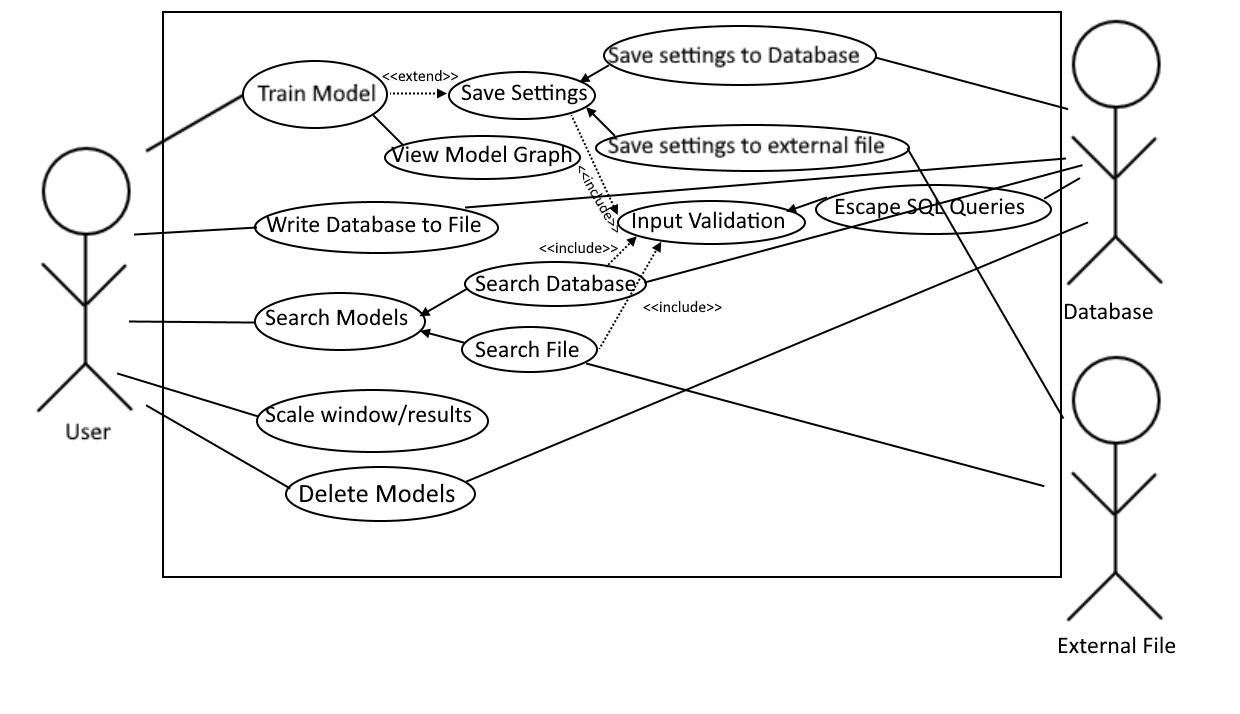 Save settings to Database
<<extend>>
Train Model
Save Settings
View Model Graph
Save settings to external file
<<include>>
Write Database to File
Input Validation
Escape SQL Queries
<<include>>
Search Database
<<include>>
Search Models
Search File
Database
Scale window/results
User
Delete Models
External File